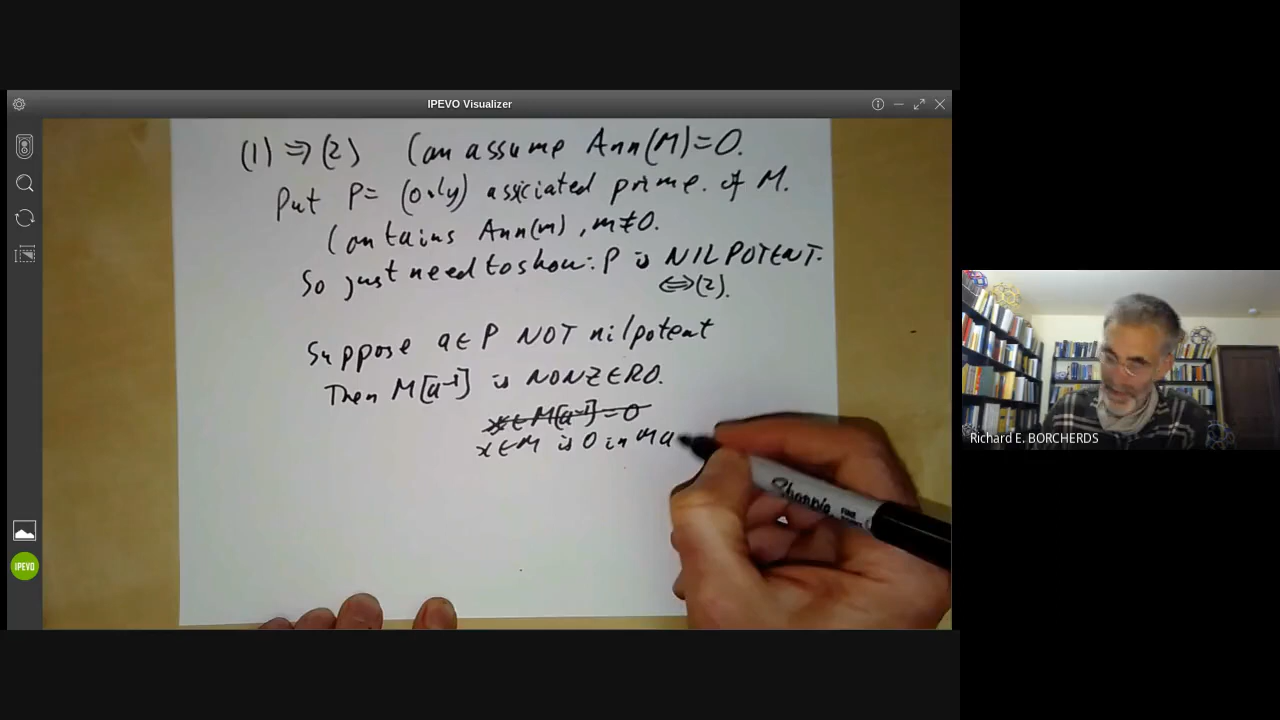 IPEVO Visualizer
(1) ⇒ (2) Can assume Ann(M)=0.
Put P = (only) associated prime. of M.
Contains Ann(m), m≠0.
So just need to show: P is NILPOTENT.
⇔(2).
Suppose a∈P NOT nilpotent
Then M[a⁻¹] is NONZERO.
x∈M[a⁻¹]=0
x∈M is 0 in M a
Sharpie
FINE
IPEVO
Richard E. BORCHERDS